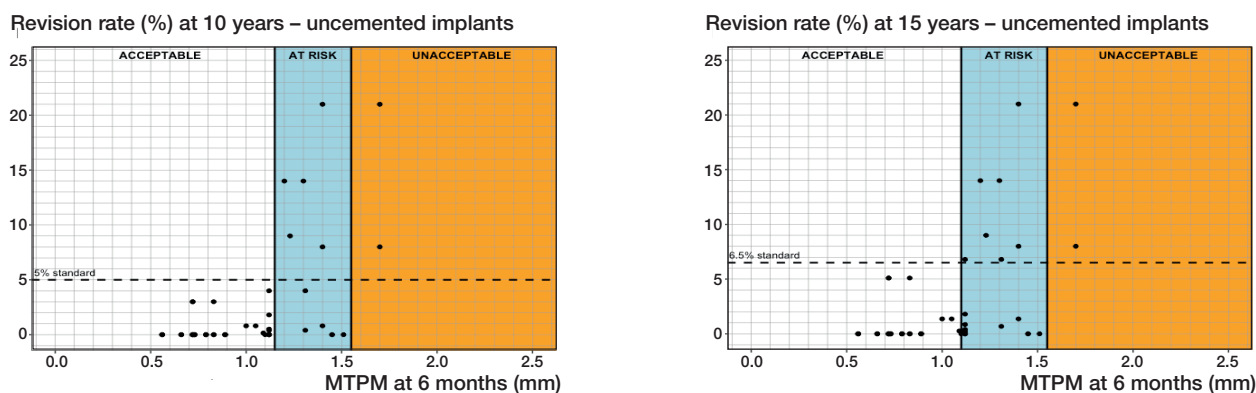 Revision rate (%) at 10 years – uncemented implants
25
20
15
10
5
0
ACCEPTABLE
AT RISK
UNACCEPTABLE
5% standard
0.0 0.5 1.0 1.5 2.0 2.5
MTPM at 6 months (mm)
Revision rate (%) at 15 years – uncemented implants
25
20
15
10
5
0
ACCEPTABLE
AT RISK
UNACCEPTABLE
6.5% standard
0.0 0.5 1.0 1.5 2.0 2.5
MTPM at 6 months (mm)